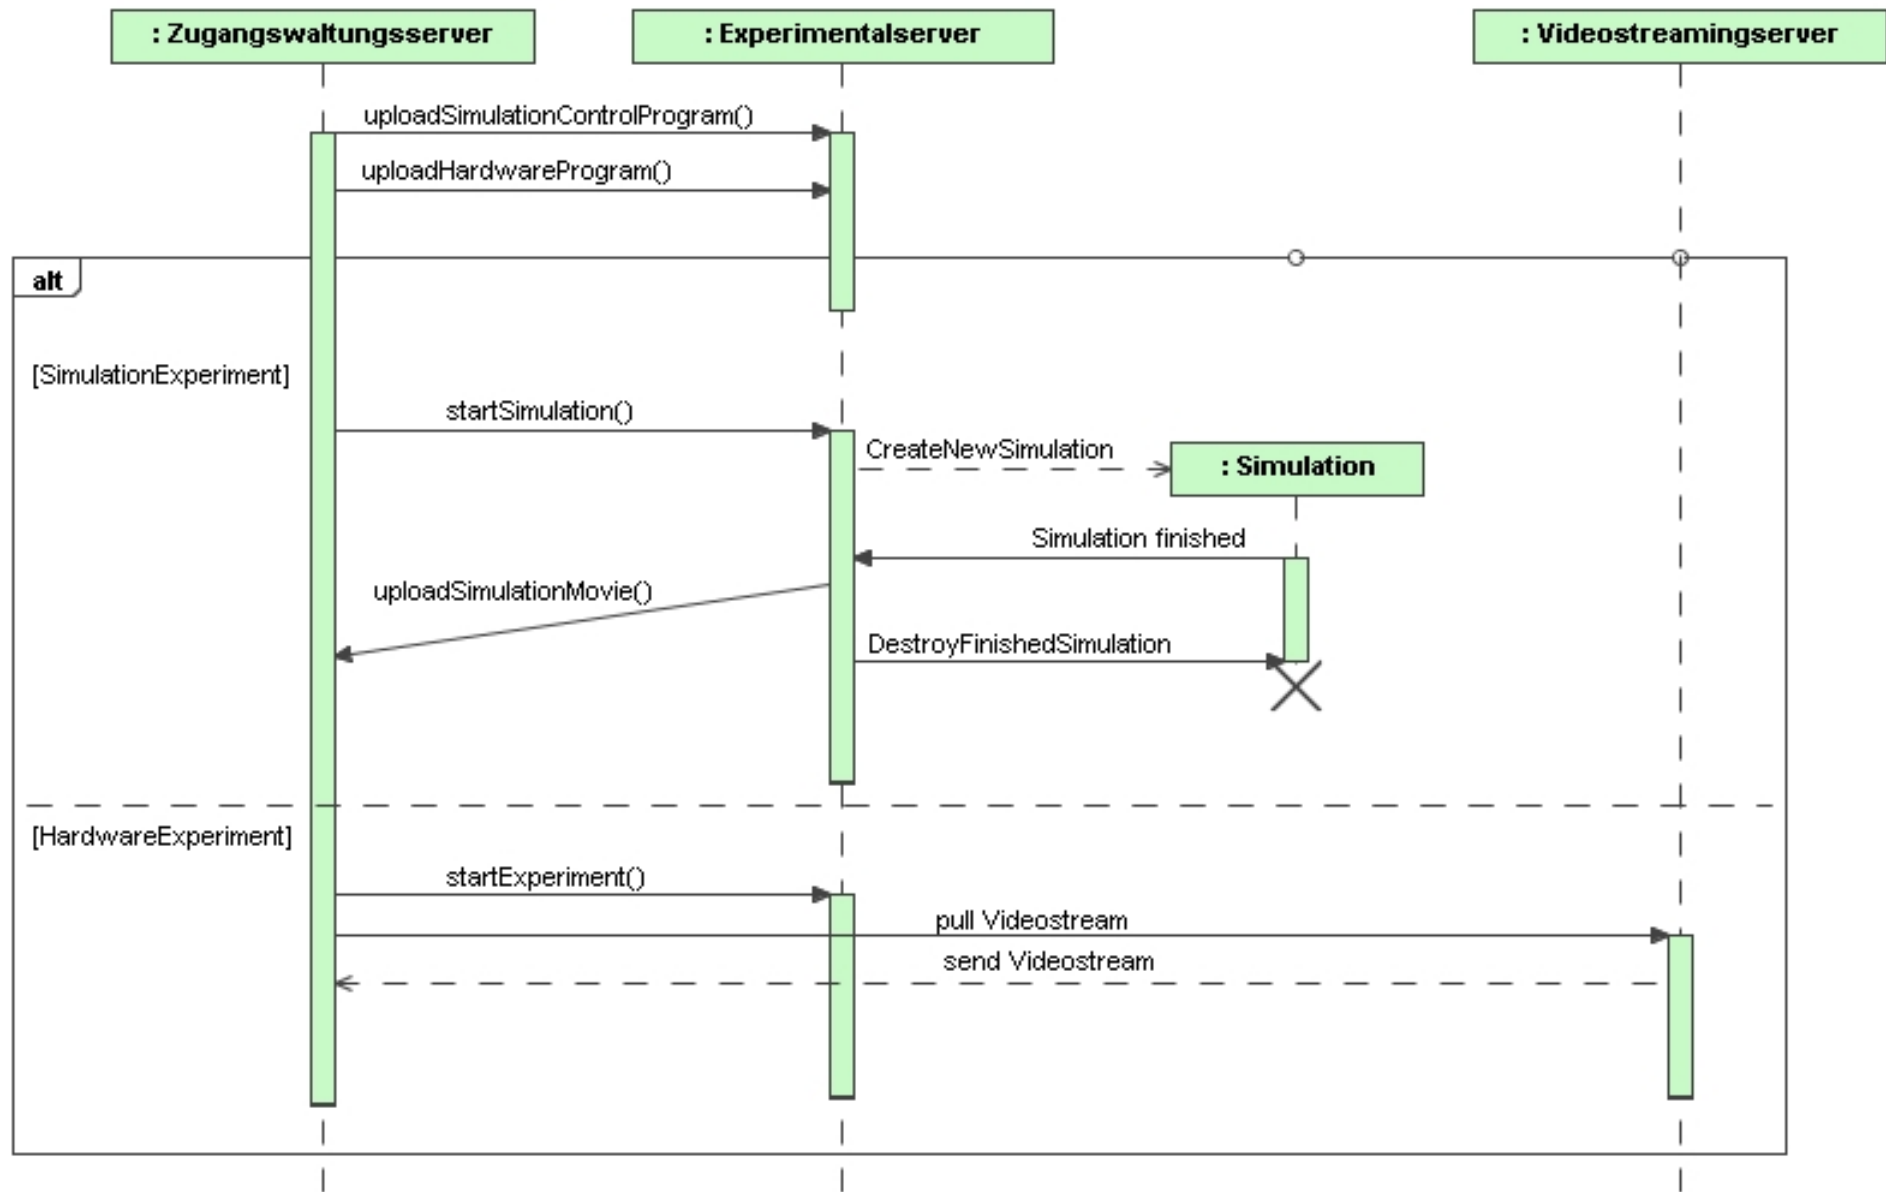 : Zugangswaltungsserver
: Experimentalserver
: Videostreamingserver
uploadSimulationControlProgram()
uploadHardwareProgram()
alt
[SimulationExperiment]
startSimulation()
CreateNewSimulation
: Simulation
Simulation finished
uploadSimulationMovie()
DestroyFinishedSimulation
[HardwareExperiment]
startExperiment()
pull Videostream
send Videostream